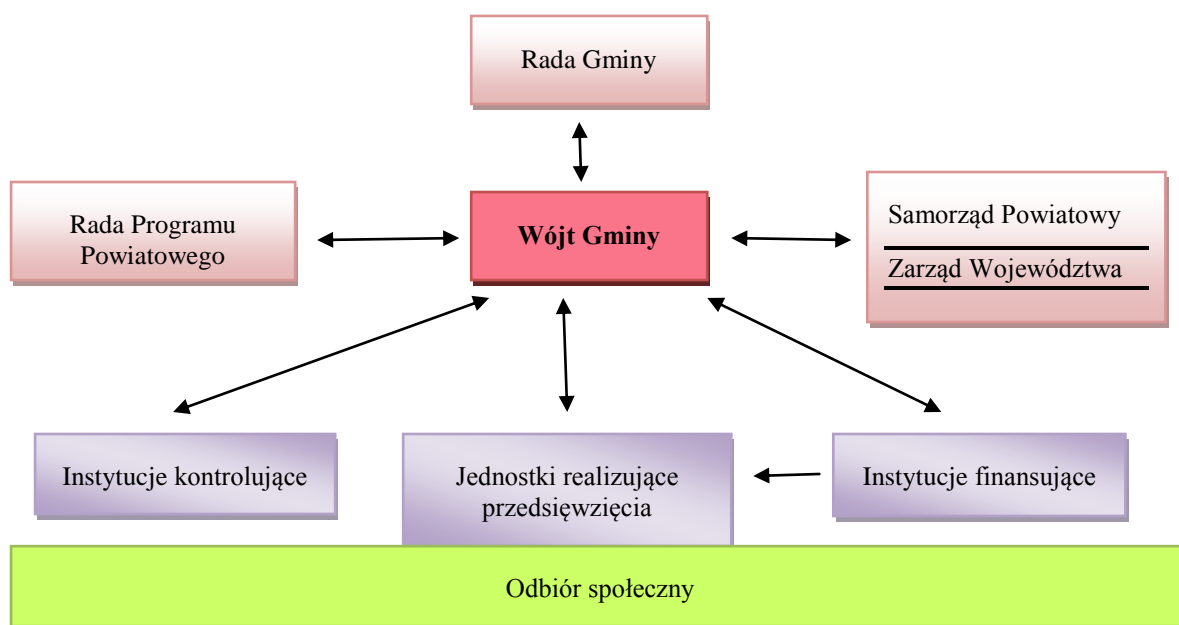 Rada Gminy
Rada Programu
Powiatowego
Wójt Gminy
Samorząd Powiatowy
Zarząd Województwa
Instytucje kontrolujące
Jednostki realizujące
przedsięwzięcia
Instytucje finansujące
Odbiór społeczny